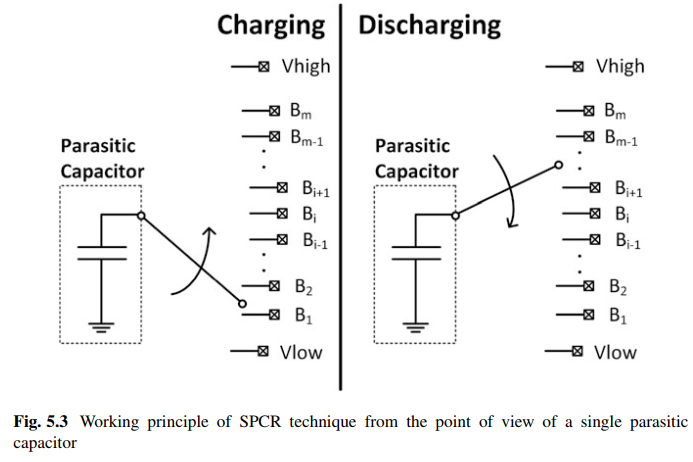 Charging
Discharging
Vhigh
B_m
B_{m-1}
Parasitic
Capacitor
B_{i+1}
B_i
B_{i-1}
B_2
B_1
Vlow
Vhigh
B_m
B_{m-1}
Parasitic
Capacitor
B_{i+1}
B_i
B_{i-1}
B_2
B_1
Vlow
Fig. 5.3 Working principle of SPCR technique from the point of view of a single parasitic
capacitor